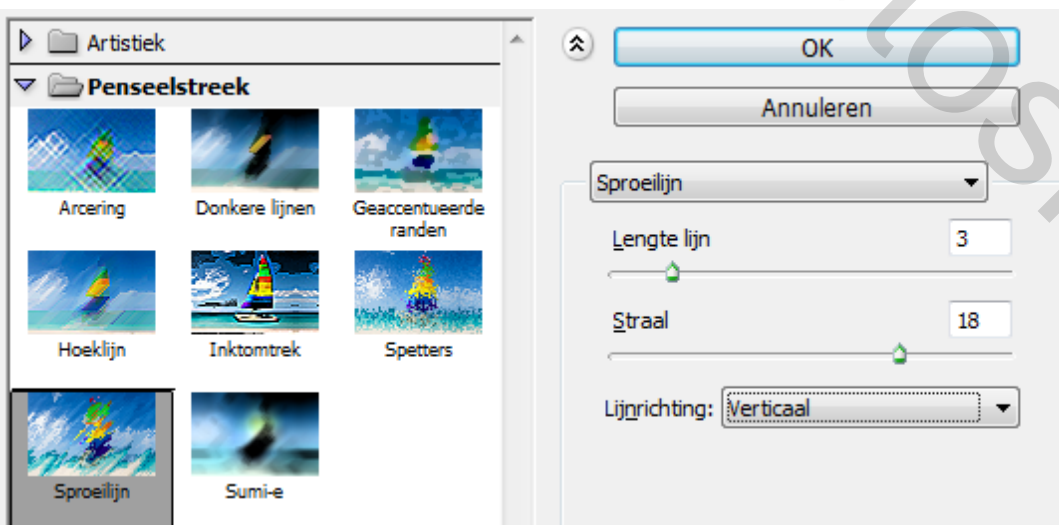 Artistiek
Penseelstreek
Arcering
Donkere lijnen
Geaccentueerde
randen
Hoeklijn
Inktomtrek
Spetters
Sproeilijn
Sumi-e
OK
Annuleren
Sproeilijn
Lengte lijn 3
Straal 18
Lijnrichting: Verticaal